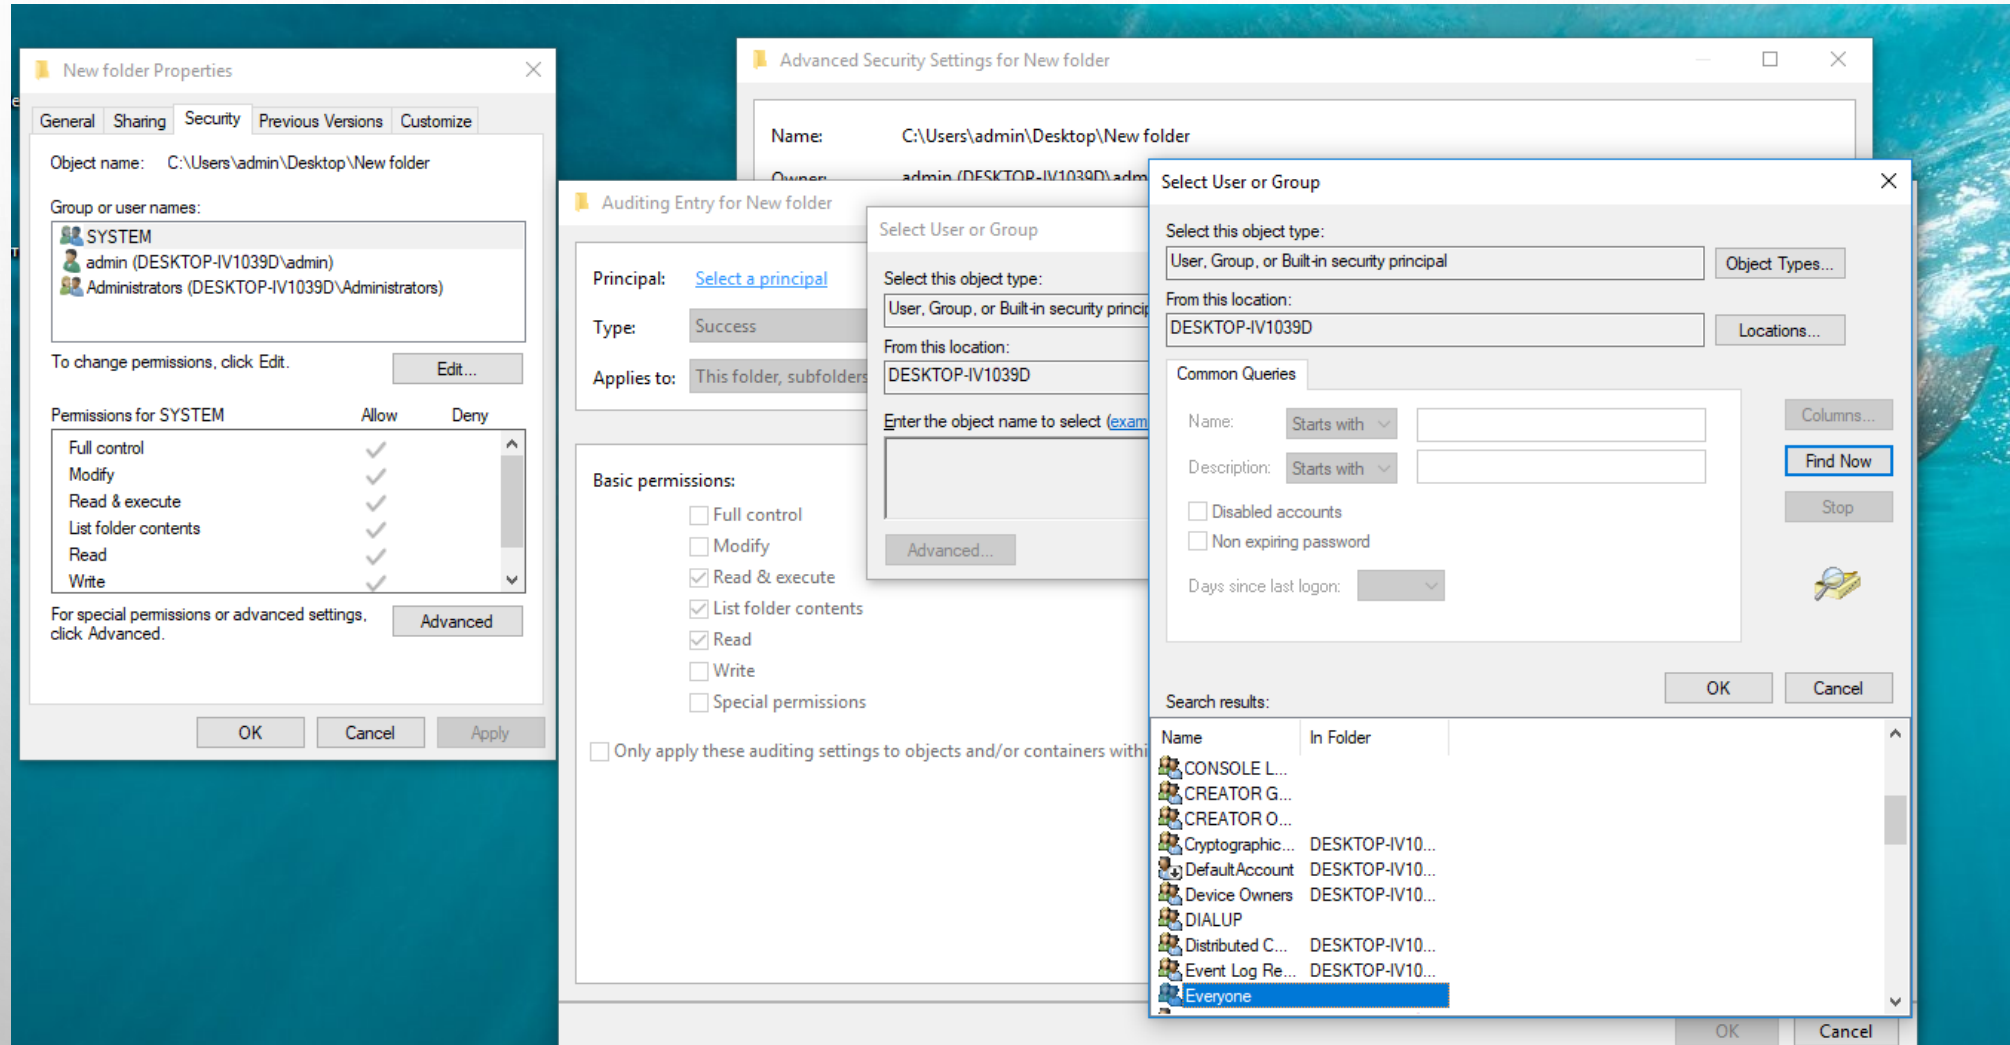 New folder Properties
General Sharing Security Previous Versions Customize
Object name: C:\Users\admin\Desktop\New folder
Group or user names:
SYSTEM
admin (DESKTOP-IV1039D\admin)
Administrators (DESKTOP-IV1039D\Administrators)
To change permissions, click Edit.
Edit...
Permissions for SYSTEM Allow Deny
Full control
Modify
Read & execute
List folder contents
Read
Write
For special permissions or advanced settings,
click Advanced.
Advanced
OK Cancel Apply
Advanced Security Settings for New folder
Name: C:\Users\admin\Desktop\New folder
Owner: admin (DESKTOP-IV1039D\adm
Auditing Entry for New folder
Principal: Select a principal
Type: Success
Applies to: This folder, subfolders
Basic permissions:
Full control
Modify
Read & execute
List folder contents
Read
Write
Special permissions
Only apply these auditing settings to objects and/or containers withi
OK Cancel
Select User or Group
Select this object type:
User, Group, or Built-in security princip
From this location:
DESKTOP-IV1039D
Enter the object name to select (exam
Advanced...
Select User or Group
Select this object type:
User, Group, or Built-in security principal
Object Types...
From this location:
DESKTOP-IV1039D
Locations...
Common Queries
Name: Starts with
Columns...
Description: Starts with
Find Now
Disabled accounts
Stop
Non expiring password
Days since last logon:
OK Cancel
Search results:
Name In Folder
CONSOLE L...
CREATOR G...
CREATOR O...
Cryptographic... DESKTOP-IV10...
DefaultAccount DESKTOP-IV10...
Device Owners DESKTOP-IV10...
DIALUP
Distributed C... DESKTOP-IV10...
Event Log Re... DESKTOP-IV10...
Everyone